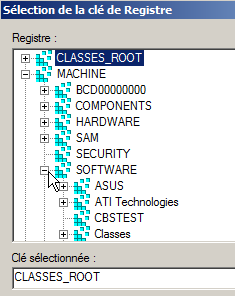 Sélection de la clé de Registre
Registre :
CLASSES_ROOT
MACHINE
BCD00000000
COMPONENTS
HARDWARE
SAM
SECURITY
SOFTWARE
ASUS
ATI Technologies
CBSTEST
Classes
Clé sélectionnée :
CLASSES_ROOT